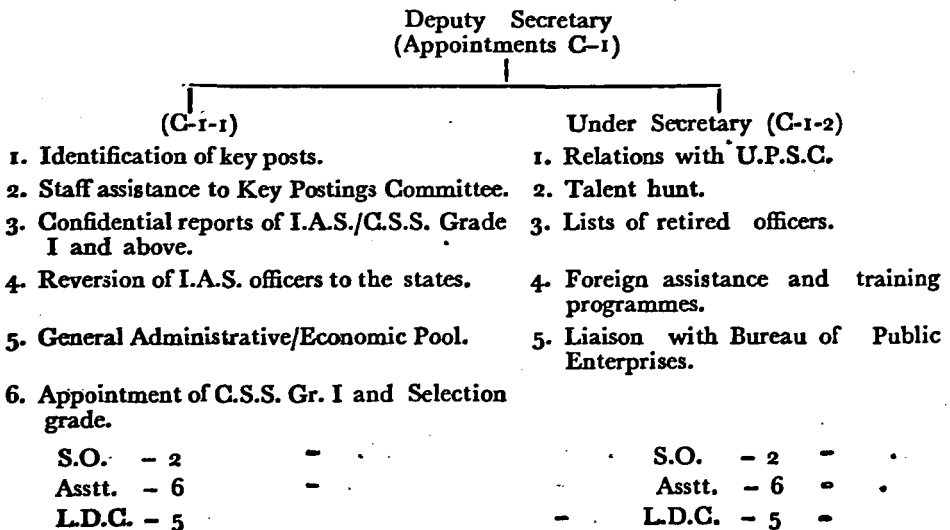 Deputy Secretary
(Appointments C-1)
(C-1-1)
1. Identification of key posts.
2. Staff assistance to Key Postings Committee.
3. Confidential reports of I.A.S./C.S.S. Grade
I and above.
4. Reversion of I.A.S. officers to the states.
5. General Administrative/Economic Pool.
6. Appointment of C.S.S. Gr. I and Selection
grade.
S.O. - 2
Asstt. - 6
L.D.C. - 5
Under Secretary (C-1-2)
1. Relations with U.P.S.C.
2. Talent hunt.
3. Lists of retired officers.
4. Foreign assistance and training
programmes.
5. Liaison with Bureau of Public
Enterprises.
S.O. - 2
Asstt. - 6
L.D.C. - 5